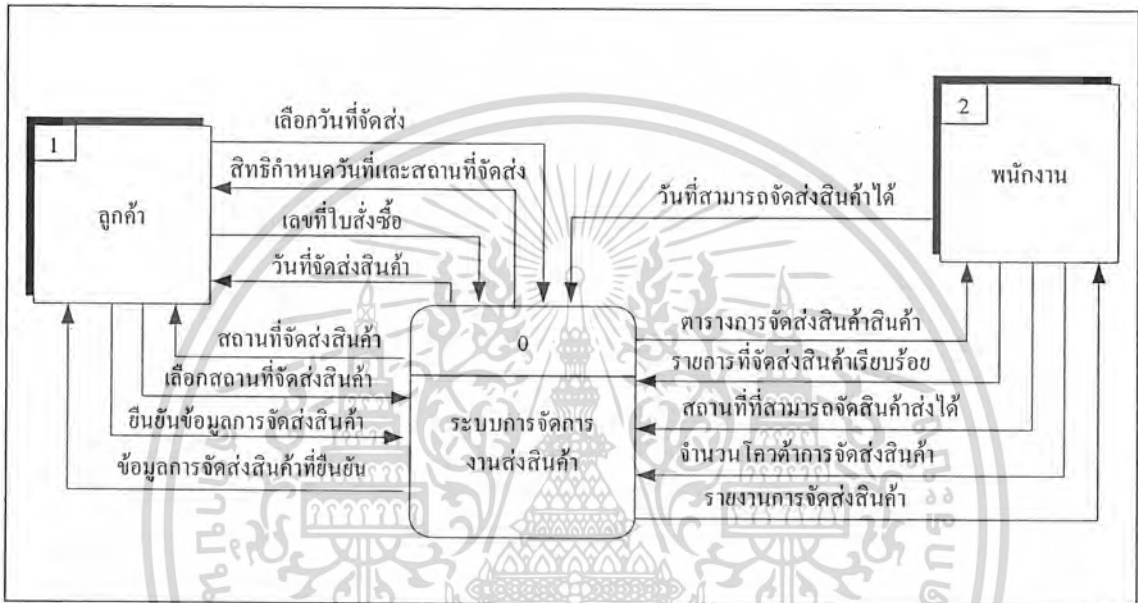 1
ลูกค้า
เลือกวันที่จัดส่ง
สิทธิกำหนดวันที่และสถานที่จัดส่ง
เลขที่ใบสั่งซื้อ
วันที่จัดส่งสินค้า
สถานที่จัดส่งสินค้า
เลือกสถานที่จัดส่งสินค้า
ยืนยันข้อมูลการจัดส่งสินค้า
ข้อมูลการจัดส่งสินค้าที่ยืนยัน
0
ระบบการจัดการ
งานส่งสินค้า
2
พนักงาน
วันที่สามารถจัดส่งสินค้าได้
ตารางการจัดส่งสินค้าสินค้า
รายการที่จัดส่งสินค้าเรียบร้อย
สถานที่ที่สามารถจัดสินค้าส่งได้
จำนวนโควต้าการจัดส่งสินค้า
รายงานการจัดส่งสินค้า